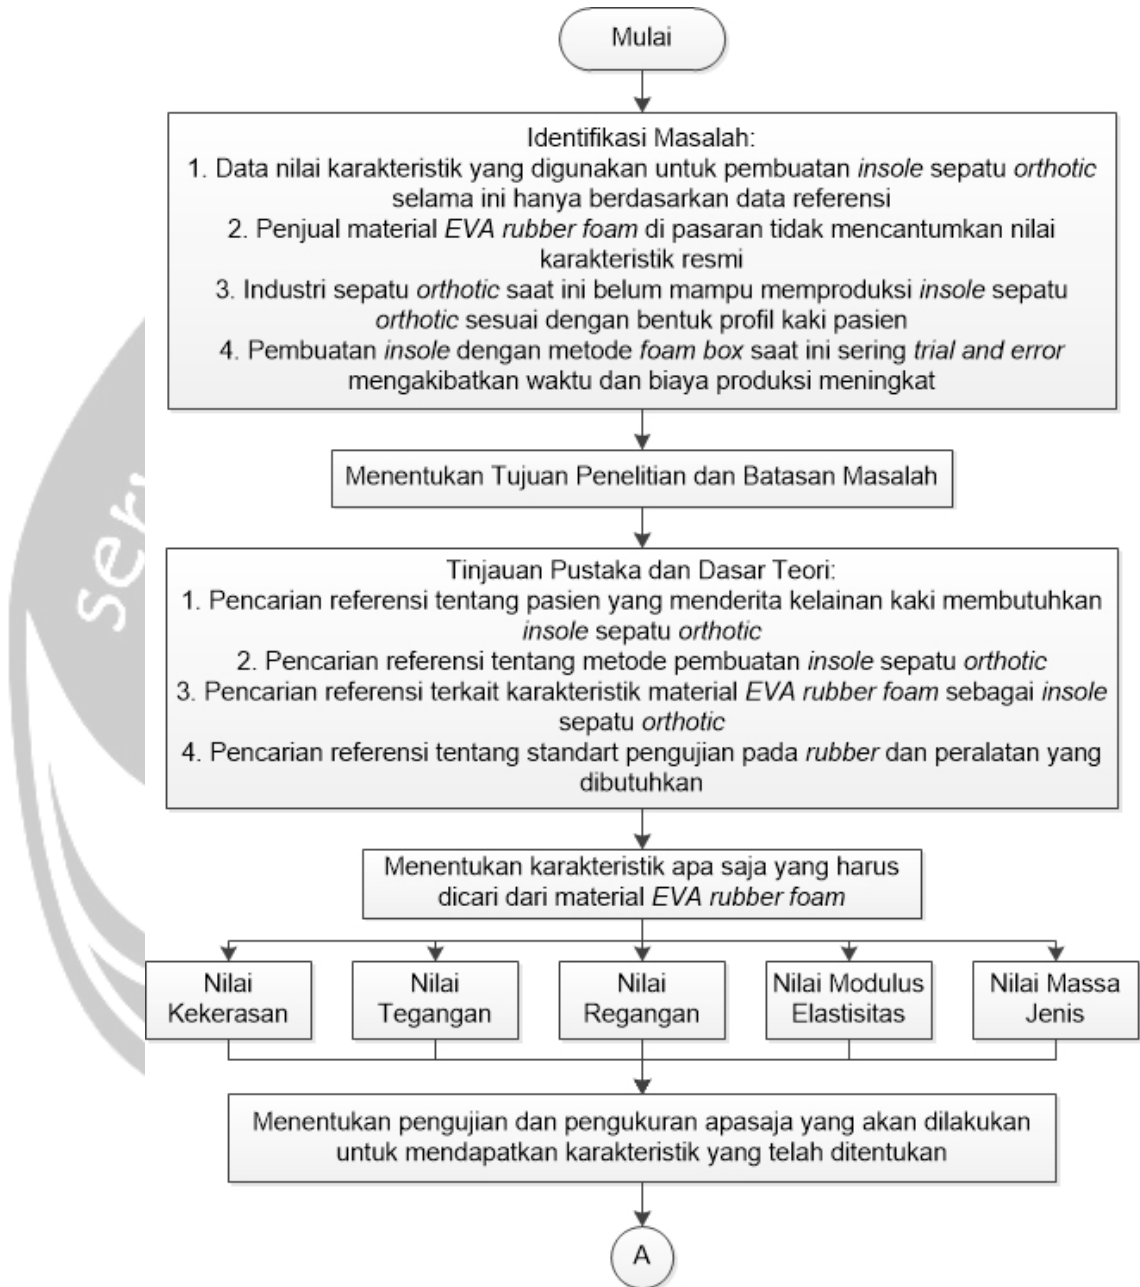 Mulai
Identifikasi Masalah:
1. Data nilai karakteristik yang digunakan untuk pembuatan insole sepatu orthotic
selama ini hanya berdasarkan data referensi
2. Penjual material EVA rubber foam di pasaran tidak mencantumkan nilai
karakteristik resmi
3. Industri sepatu orthotic saat ini belum mampu memproduksi insole sepatu
orthotic sesuai dengan bentuk profil kaki pasien
4. Pembuatan insole dengan metode foam box saat ini sering trial and error
mengakibatkan waktu dan biaya produksi meningkat
Menentukan Tujuan Penelitian dan Batasan Masalah
Tinjauan Pustaka dan Dasar Teori:
1. Pencarian referensi tentang pasien yang menderita kelainan kaki membutuhkan
insole sepatu orthotic
2. Pencarian referensi tentang metode pembuatan insole sepatu orthotic
3. Pencarian referensi terkait karakteristik material EVA rubber foam sebagai insole
sepatu orthotic
4. Pencarian referensi tentang standart pengujian pada rubber dan peralatan yang
dibutuhkan
Menentukan karakteristik apa saja yang harus
dicari dari material EVA rubber foam
Nilai
Kekerasan
Nilai
Tegangan
Nilai
Regangan
Nilai Modulus
Elastisitas
Nilai Massa
Jenis
Menentukan pengujian dan pengukuran apasaja yang akan dilakukan
untuk mendapatkan karakteristik yang telah ditentukan
A